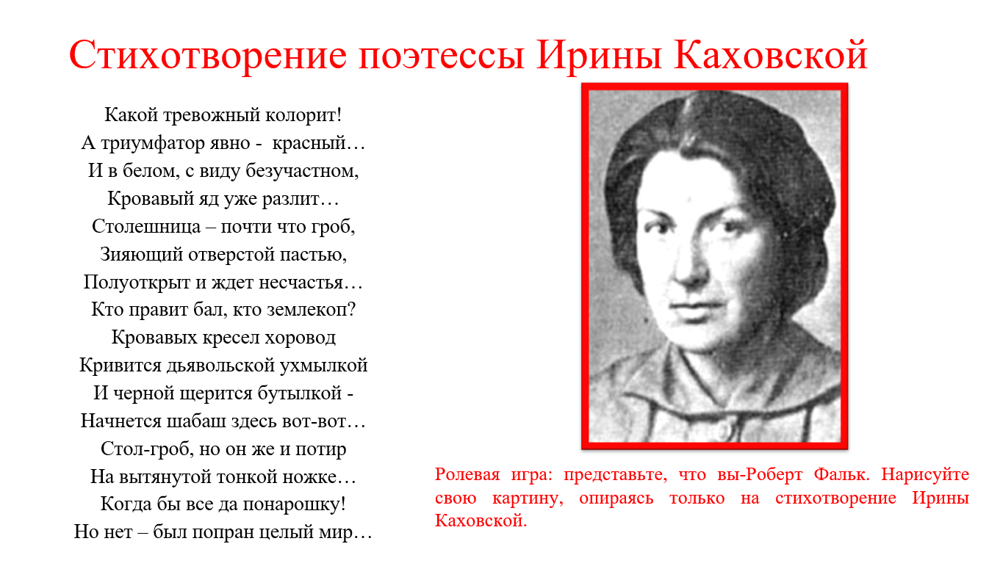 Стихотворение поэтессы Ирины Каховской
Какой тревожный колорит!
А триумфатор явно -  красный…
И в белом, с виду безучастном,
Кровавый яд уже разлит…
Столешница – почти что гроб,
Зияющий отверстой пастью,
Полуоткрыт и ждет несчастья…
Кто правит бал, кто землекоп?
Кровавых кресел хоровод
Кривится дьявольской ухмылкой
И черной щерится бутылкой -
Начнется шабаш здесь вот-вот…
Стол-гроб, но он же и потир
На вытянутой тонкой ножке…
Когда бы все да понарошку!
Но нет – был попран целый мир…
Ролевая игра: представьте, что вы-Роберт Фальк. Нарисуйте
свою картину, опираясь только на стихотворение Ирины
Каховской.